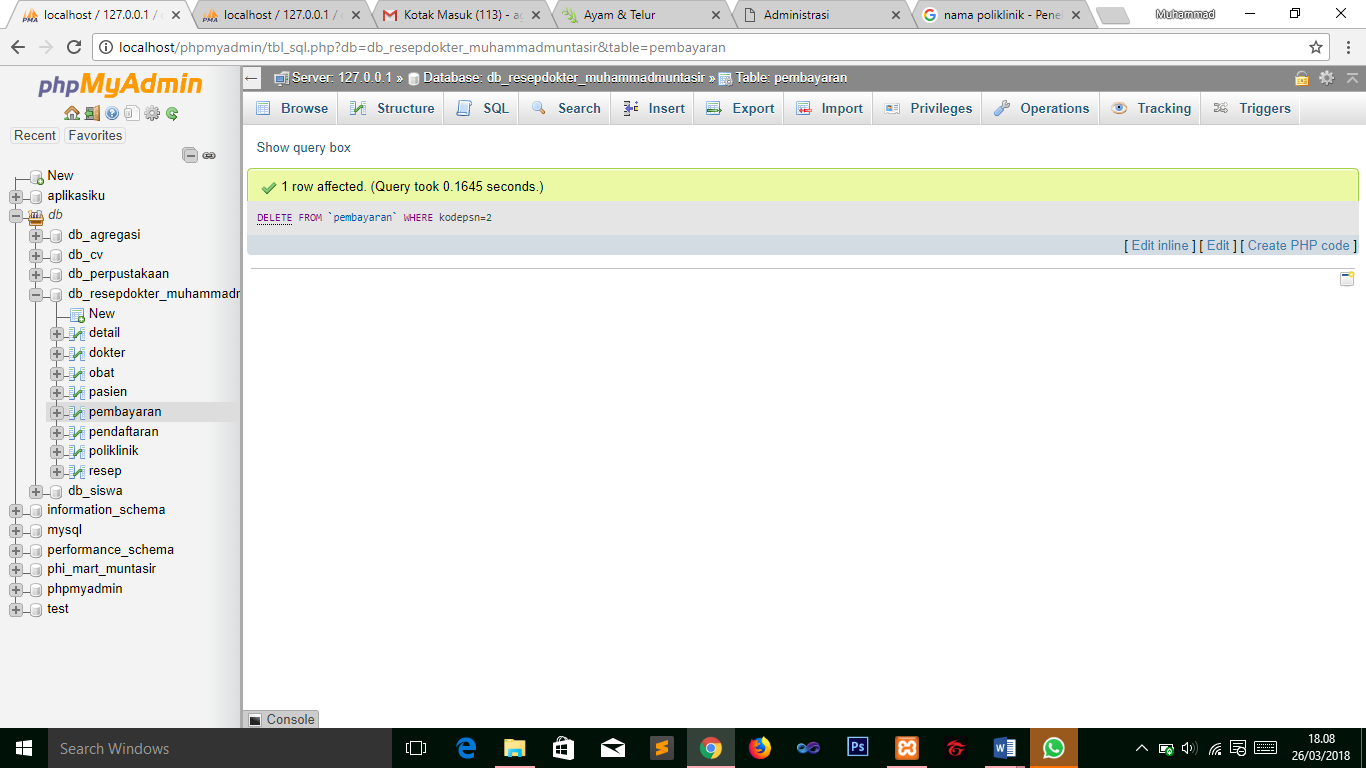 localhost / 127.0.0.1 /
localhost / 127.0.0.1 /
Kotak Masuk (113) - ag
Ayam & Telur
Administrasi
nama poliklinik - Pene
Muhammad
localhost/phpmyadmin/tbl_sql.php?db=db_resepdokter_muhammadmuntasir&table=pembayaran
phpMyAdmin
Recent
Favorites
New
aplikasiku
db
db_agregasi
db_cv
db_perpustakaan
db_resepdokter_muhammadr
New
detail
dokter
obat
pasien
pembayaran
pendaftaran
poliklinik
resep
db_siswa
information_schema
mysql
performance_schema
phi_mart_muntasir
phpmyadmin
test
Server: 127.0.0.1 » Database: db_resepdokter_muhammadmuntasir » Table: pembayaran
Browse Structure SQL Search Insert Export Import Privileges Operations Tracking Triggers
Show query box
1 row affected. (Query took 0.1645 seconds.)
DELETE FROM `pembayaran` WHERE kodepsn=2
[ Edit inline ] [ Edit ] [ Create PHP code ]
Console
Search Windows
18.08
26/03/2018